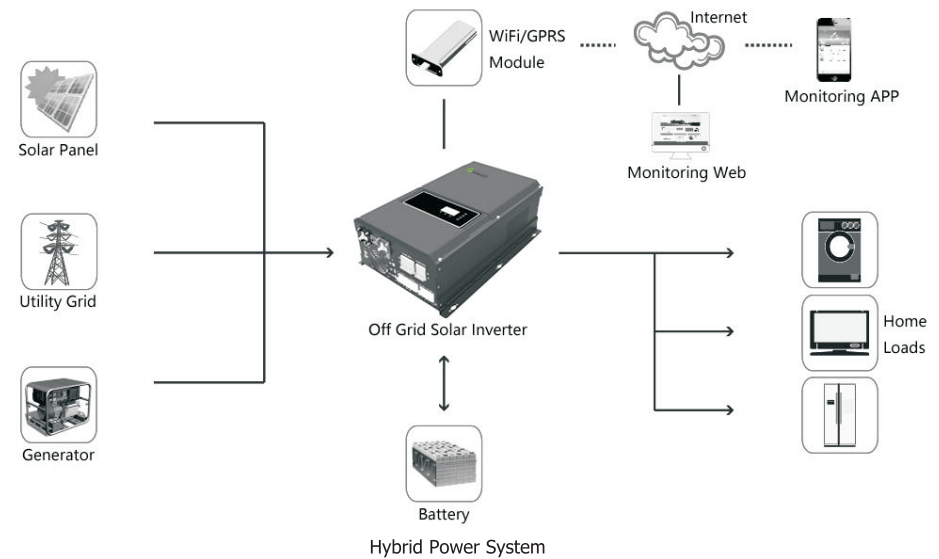 WiFi/GPRS
Module
Internet
Monitoring APP
Monitoring Web
Solar Panel
Utility Grid
Generator
Off Grid Solar Inverter
Home
Loads
Battery
Hybrid Power System